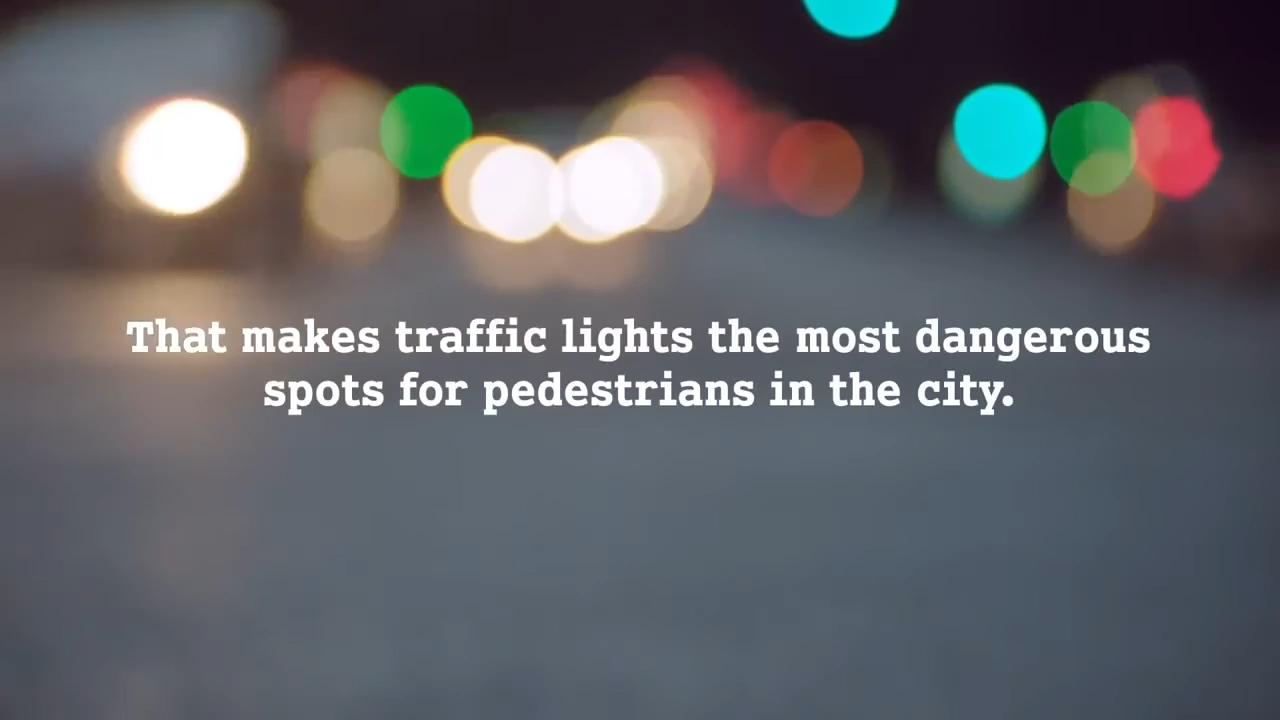 That makes traffic lights the most dangerous
spots for pedestrians in the city.